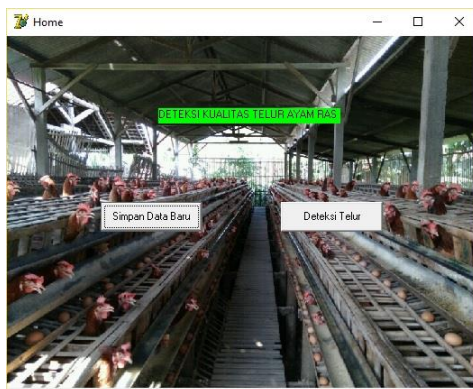 Home
DETEKSI KUALITAS TELUR AYAM RAS
Simpan Data Baru
Deteksi Telur